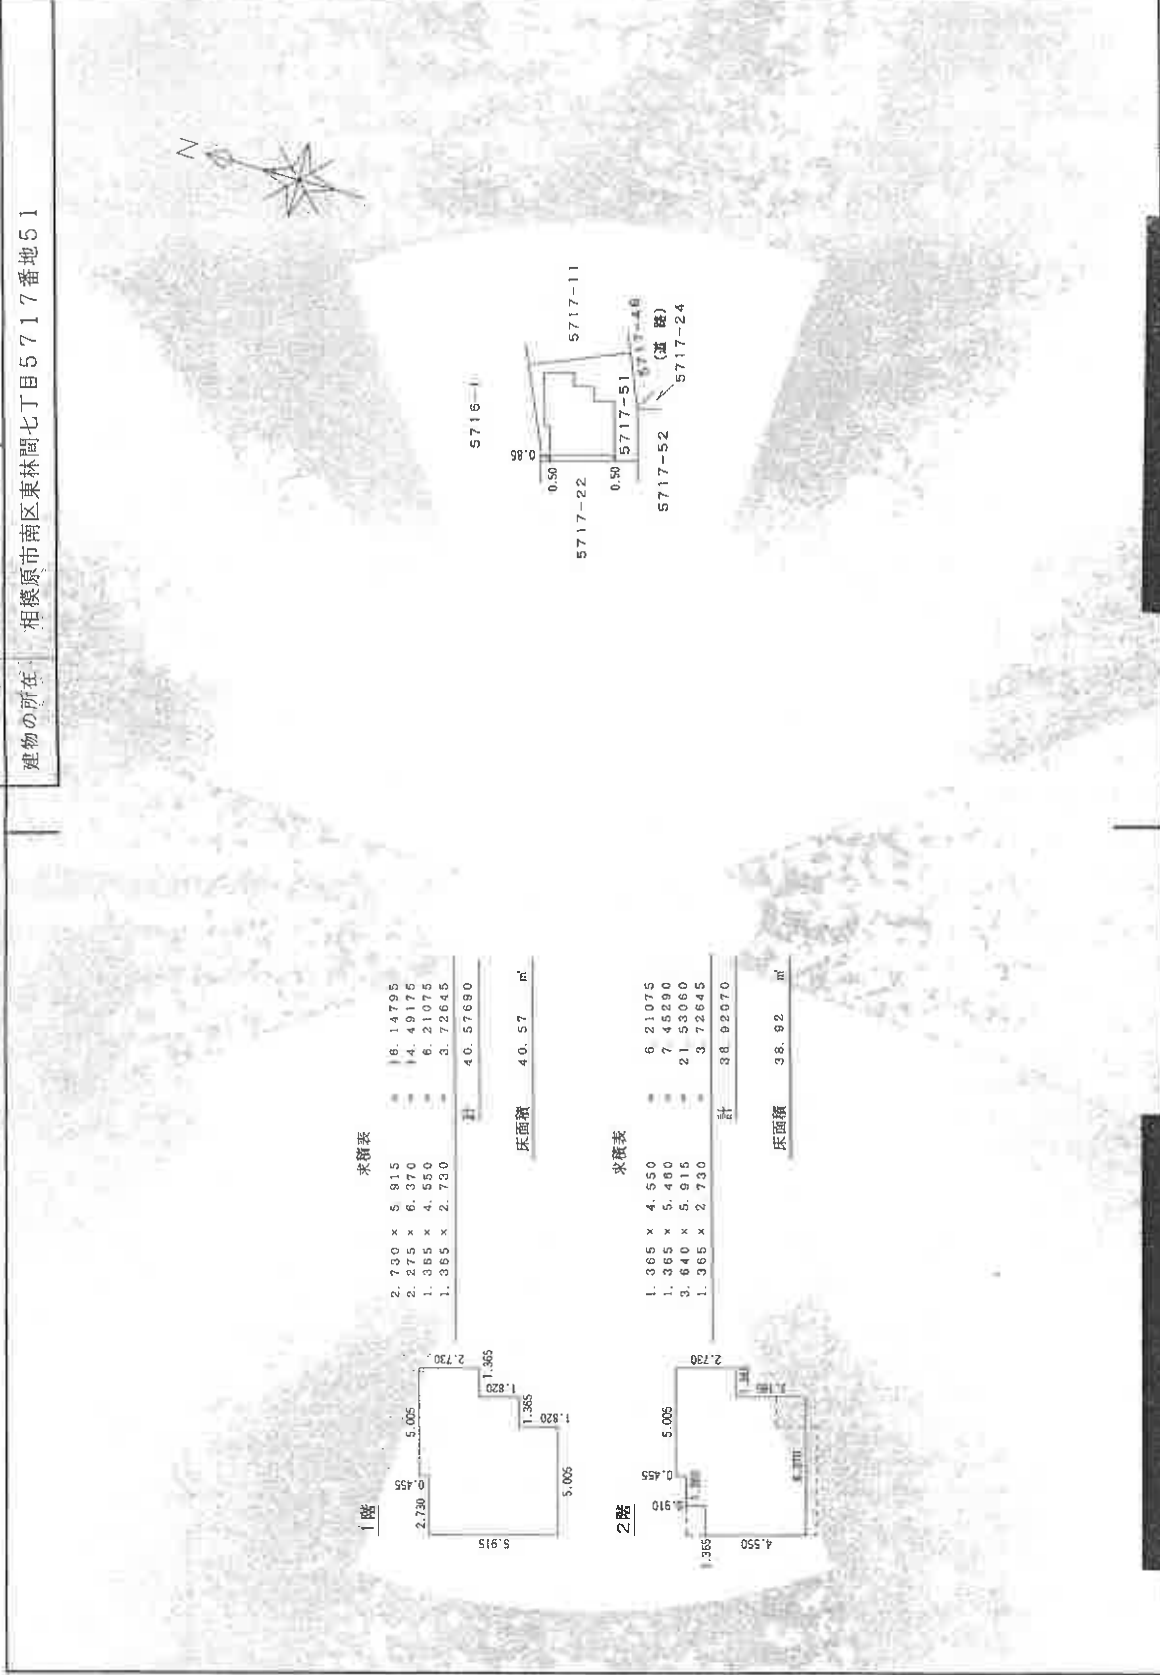 建物の所在 相模原市南区東林間七丁目5717番地51
N
5716-1
5717-11
0.86
0.50
0.50
5717-51
5717-46
(道路)
5717-24
5717-22
5717-52
1階
5.005
2.730
0.455
2.730
1.365
1.820
1.365
1.820
5.005
5.915
求積表
2.730 × 5.915 = 16.14795
2.275 × 6.370 = 14.49175
1.365 × 4.550 = 6.21075
1.365 × 2.730 = 3.72645
計 40.57690
床面積 40.57 ㎡
2階
5.005
2.730
0.455
0.910
1.365
4.550
求積表
1.365 × 4.550 = 6.21075
1.365 × 5.460 = 7.45290
3.640 × 5.915 = 21.53060
1.365 × 2.730 = 3.72645
計 38.92070
床面積 38.92 ㎡